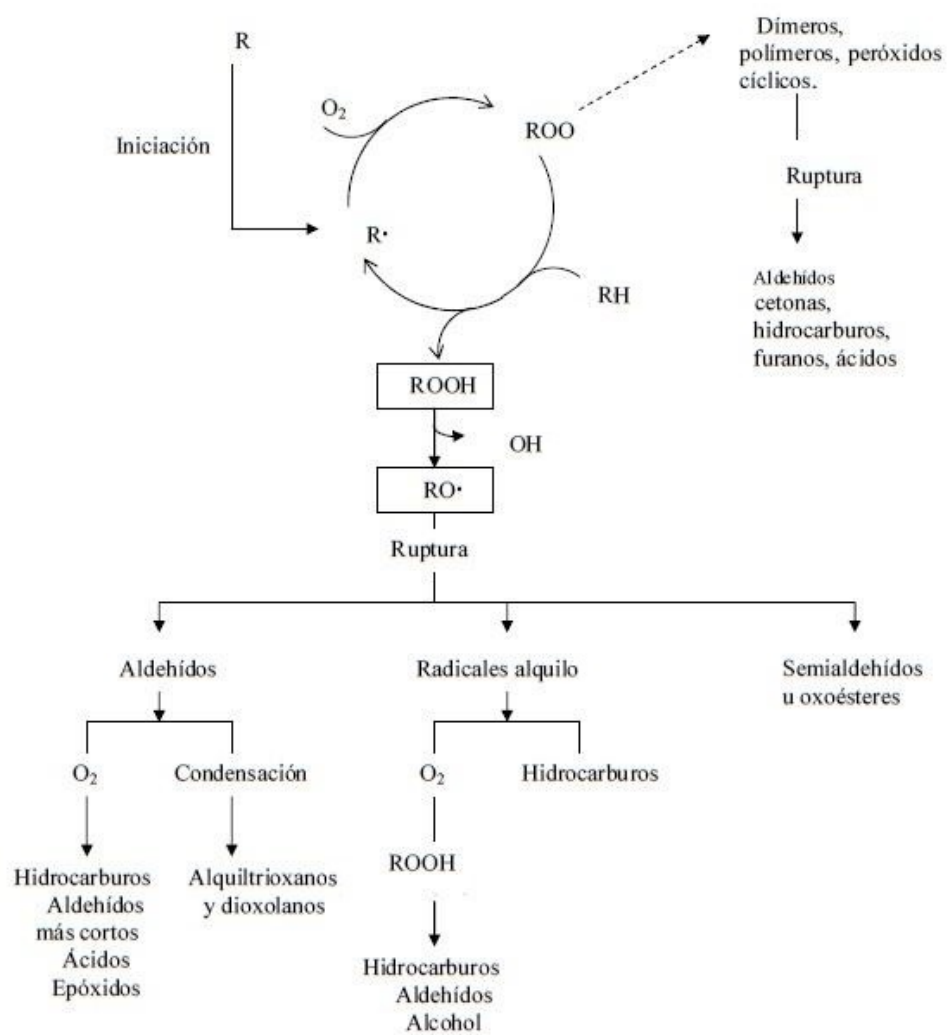 R
Iniciación
O₂
ROO
R·
RH
Dímeros,
polímeros, peróxidos
cíclicos.
Ruptura
Aldehídos
cetonas,
hidrocarburos,
furanos, ácidos
ROOH
OH
RO·
Ruptura
Aldehídos
Radicales alquilo
Semialdehídos
u oxoésteres
O₂
Condensación
O₂
Hidrocarburos
ROOH
Hidrocarburos
Aldehídos
más cortos
Ácidos
Epóxidos
Alquiltrioxanos
y dioxolanos
Hidrocarburos
Aldehídos
Alcohol